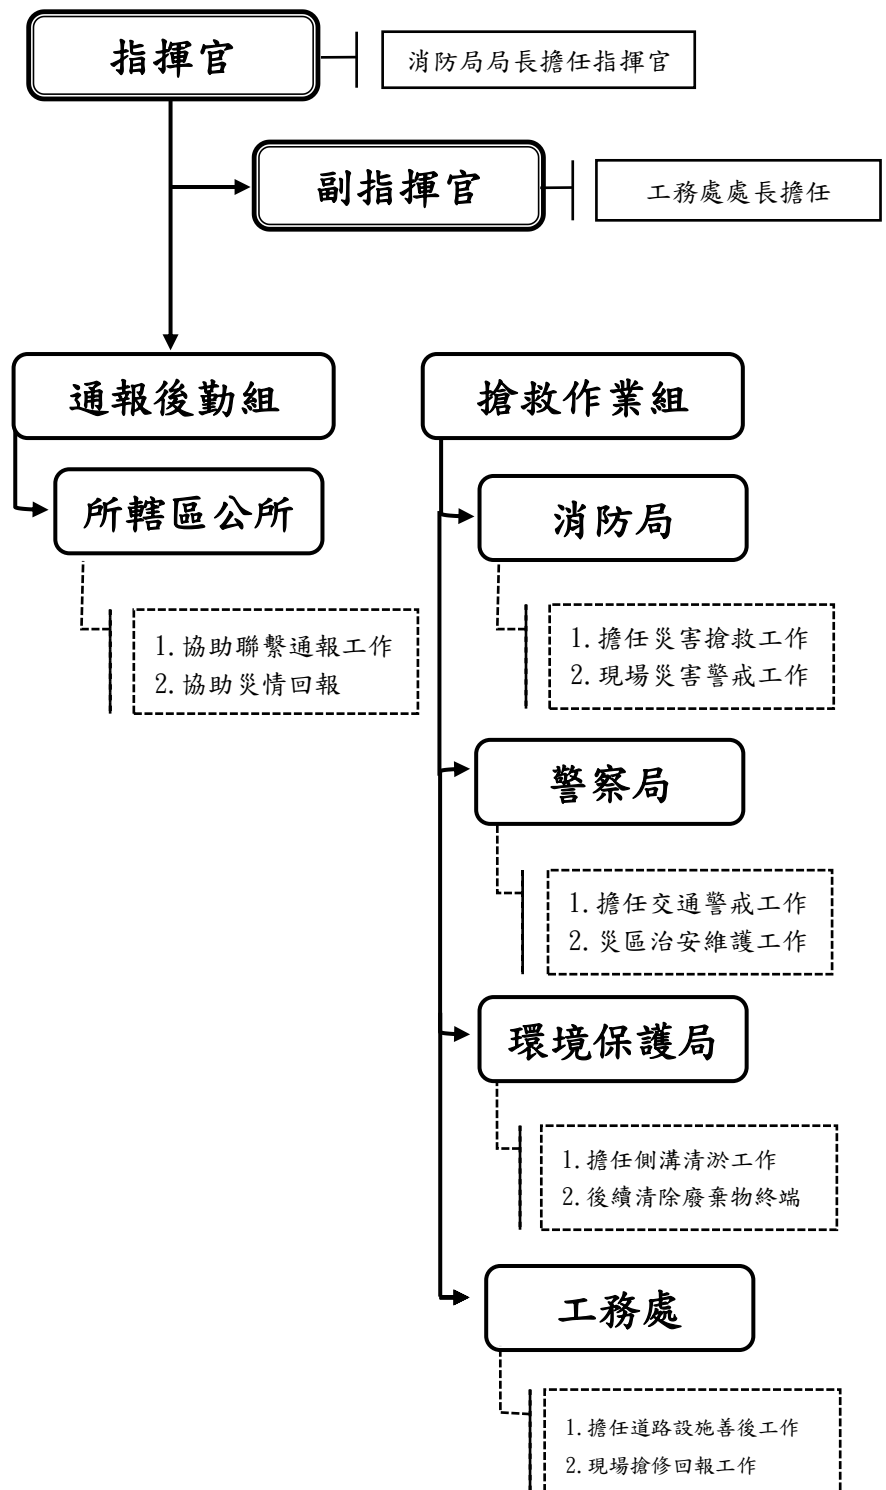 指揮官
消防局局長擔任指揮官
副指揮官
工務處處長擔任
通報後勤組
所轄區公所
1.協助聯繫通報工作
2.協助災情回報
搶救作業組
消防局
1.擔任災害搶救工作
2.現場災害警戒工作
警察局
1.擔任交通警戒工作
2.災區治安維護工作
環境保護局
1.擔任側溝清淤工作
2.後續清除廢棄物終端
工務處
1.擔任道路設施善後工作
2.現場搶修回報工作